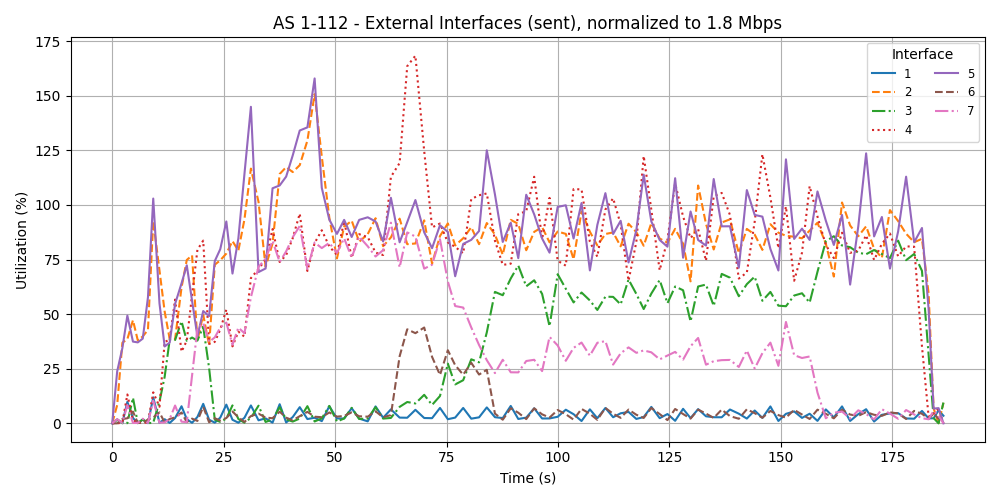 AS 1-112 - External Interfaces (sent), normalized to 1.8 Mbps
Utilization (%)
175
150
125
100
75
50
25
0
0 25 50 75 100 125 150 175
Time (s)
Interface
1 5
2 6
3 7
4